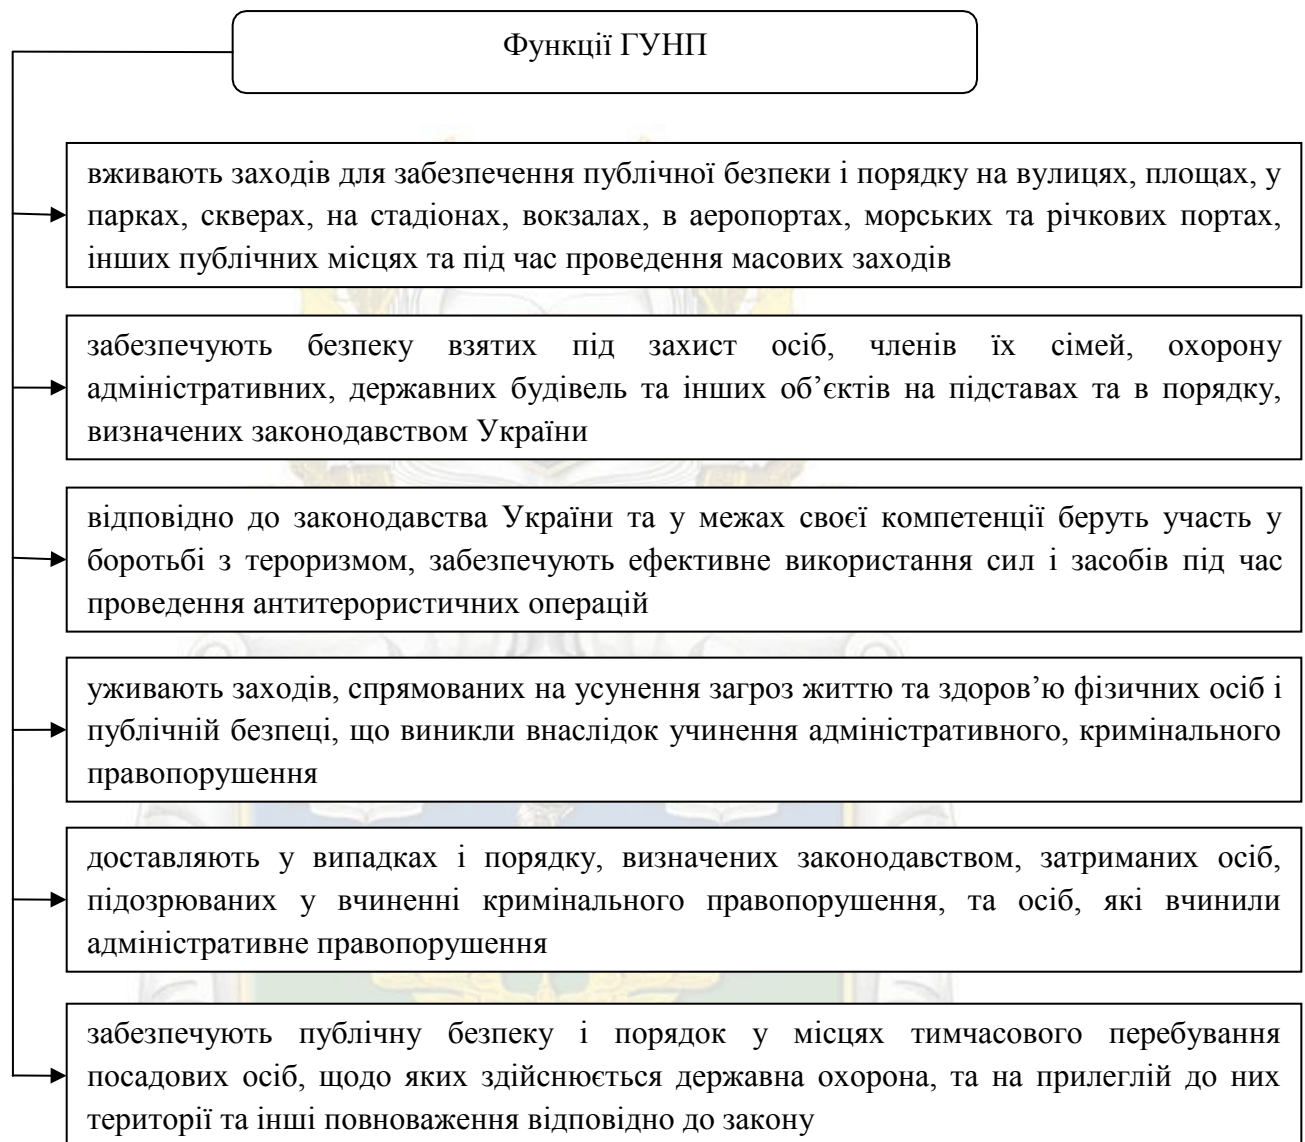 Функції ГУНП
вживають заходів для забезпечення публічної безпеки і порядку на вулицях, площах, у
парках, скверах, на стадіонах, вокзалах, в аеропортах, морських та річкових портах,
інших публічних місцях та під час проведення масових заходів
забезпечують безпеку взятих під захист осіб, членів їх сімей, охорону
адміністративних, державних будівель та інших об’єктів на підставах та в порядку,
визначених законодавством України
відповідно до законодавства України та у межах своєї компетенції беруть участь у
боротьбі з тероризмом, забезпечують ефективне використання сил і засобів під час
проведення антитерористичних операцій
уживають заходів, спрямованих на усунення загроз життю та здоров’ю фізичних осіб і
публічній безпеці, що виникли внаслідок учинення адміністративного, кримінального
правопорушення
доставляють у випадках і порядку, визначених законодавством, затриманих осіб,
підозрюваних у вчиненні кримінального правопорушення, та осіб, які вчинили
адміністративне правопорушення
забезпечують публічну безпеку і порядок у місцях тимчасового перебування
посадових осіб, щодо яких здійснюється державна охорона, та на прилеглій до них
території та інші повноваження відповідно до закону